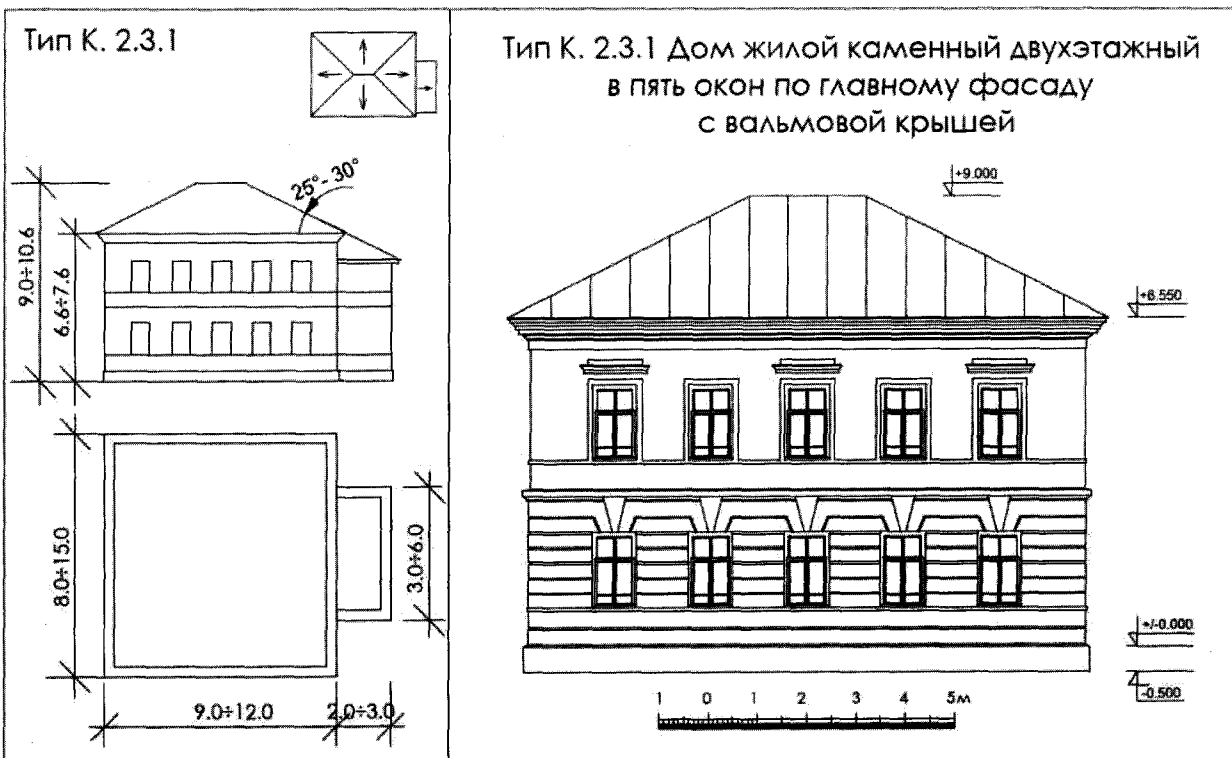 Тип К. 2.3.1
25°- 30°
9.0÷10.6
6.6÷7.6
8.0÷15.0
3.0÷6.0
9.0÷12.0
2.0÷3.0
Тип К. 2.3.1 Дом жилой каменный двухэтажный
в пять окон по главному фасаду
с вальмовой крышей
+9.000
+6.550
+/-0.000
-0.500
1 0 1 2 3 4 5м